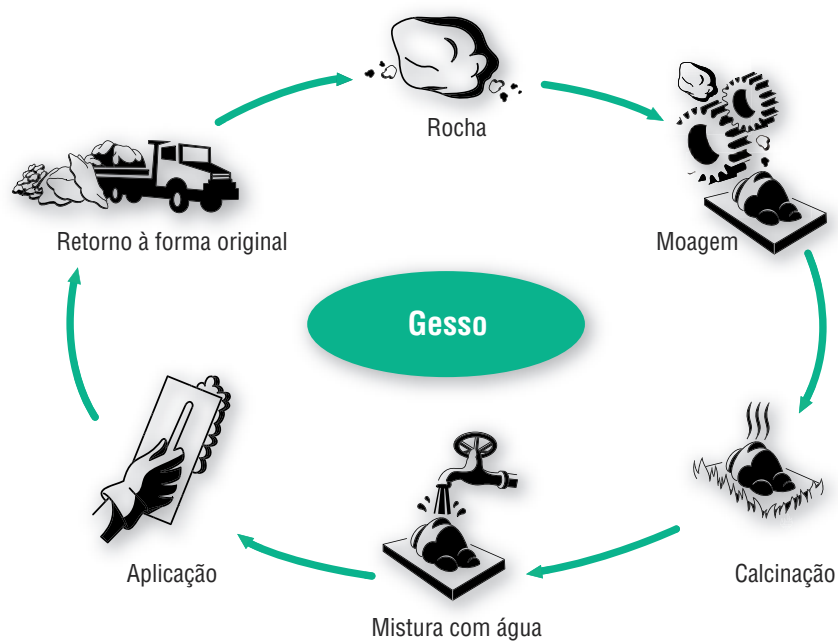 Rocha
Retorno à forma original
Moagem
Gesso
Aplicação
Calcinação
Mistura com água